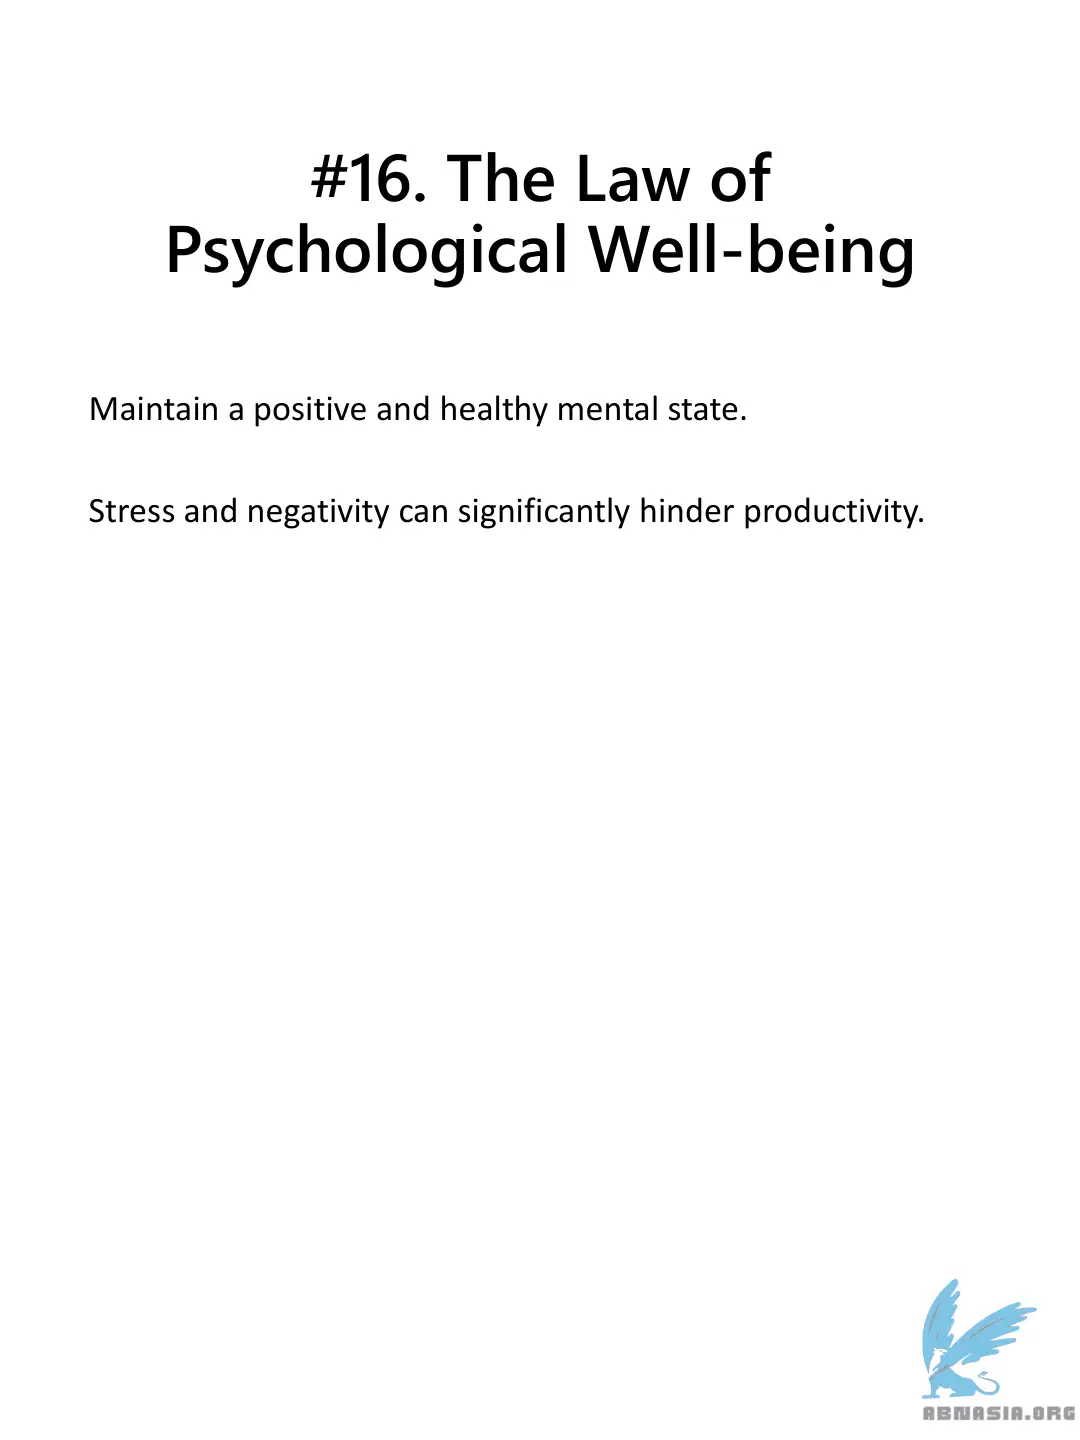 #16. The Law of
Psychological Well-being
Maintain a positive and healthy mental state.
Stress and negativity can significantly hinder productivity.
ABNASIA.ORG